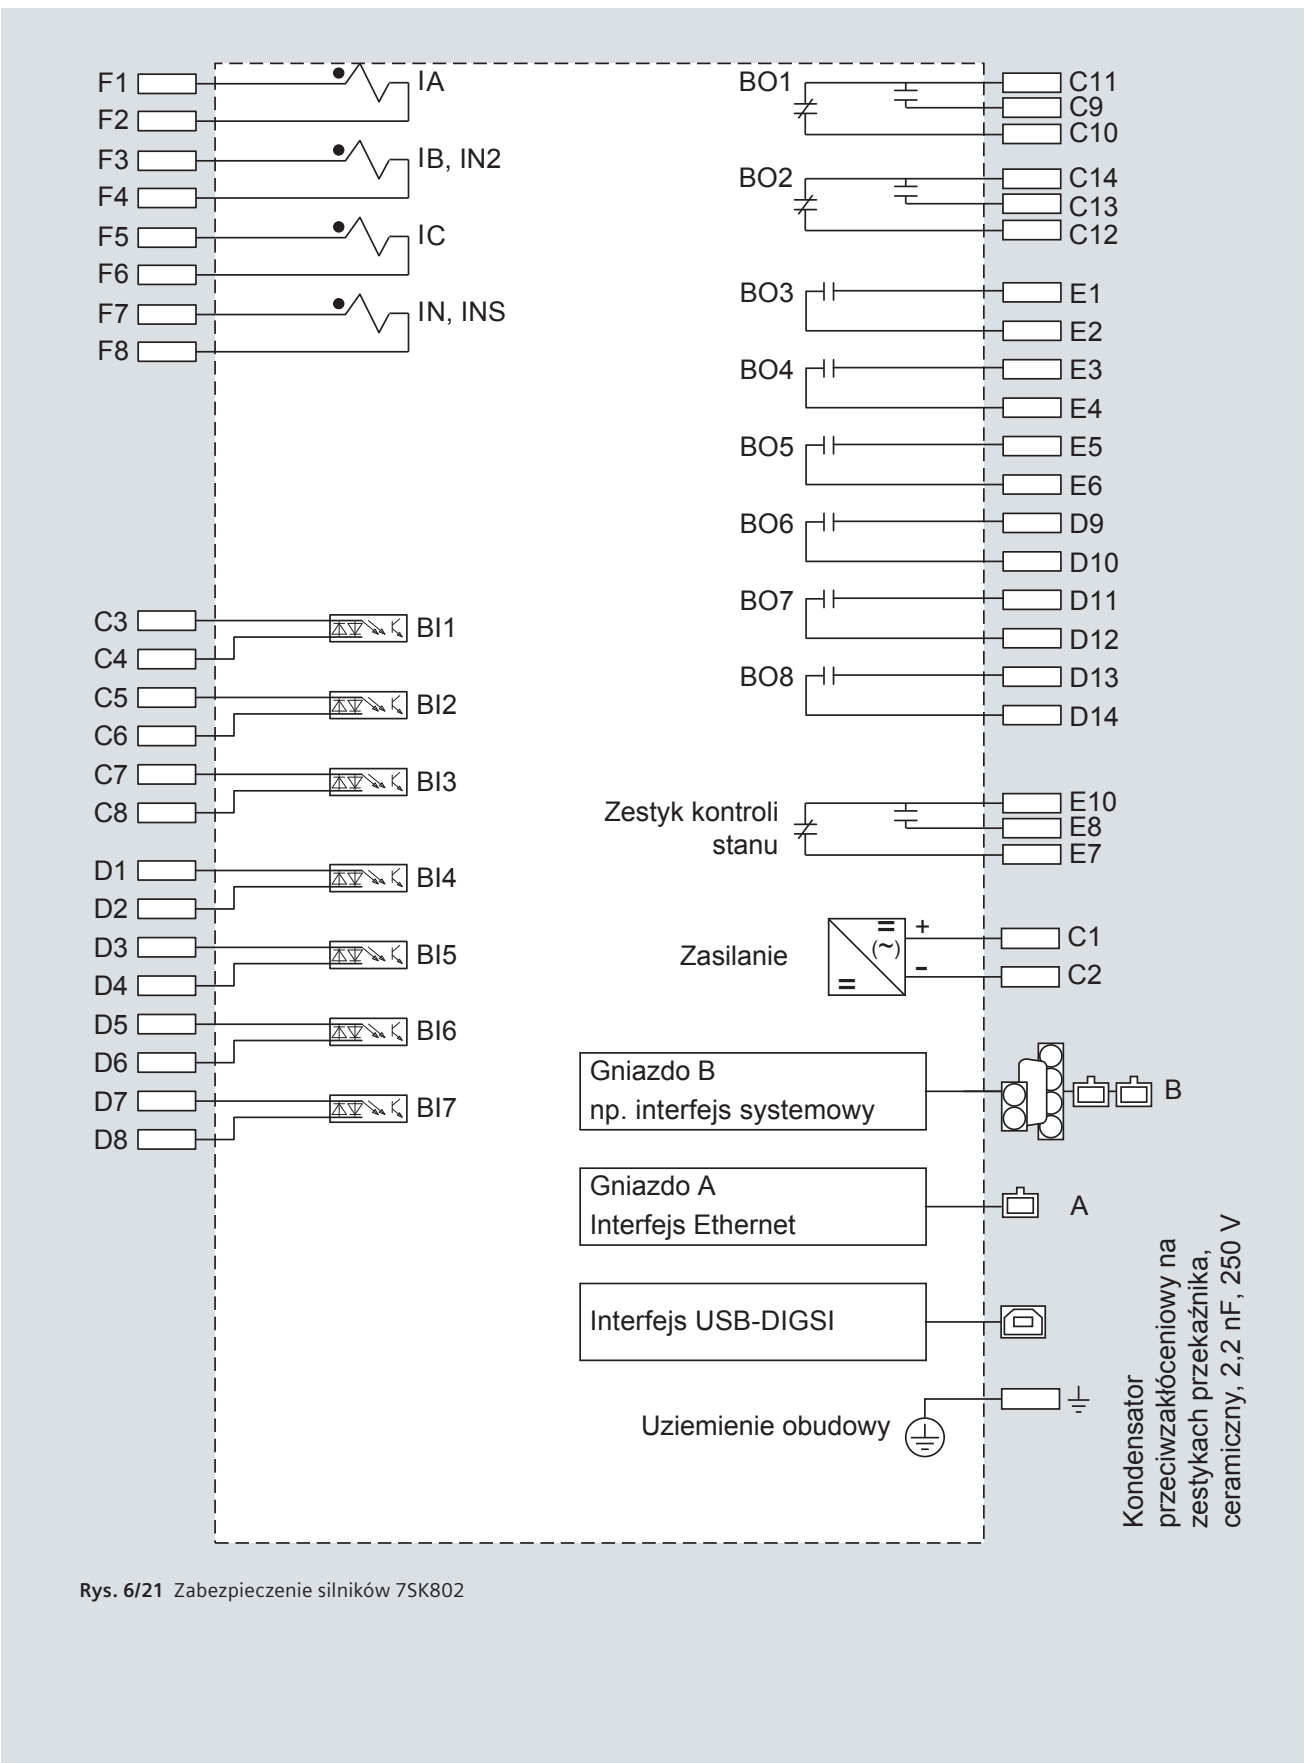 F1
F2
IA
F3
F4
IB, IN2
F5
F6
IC
F7
F8
IN, INS
C3
C4
BI1
C5
C6
BI2
C7
C8
BI3
D1
D2
BI4
D3
D4
BI5
D5
D6
BI6
D7
D8
BI7
BO1
C11
C9
C10
BO2
C14
C13
C12
BO3
E1
E2
BO4
E3
E4
BO5
E5
E6
BO6
D9
D10
BO7
D11
D12
BO8
D13
D14
Zestyk kontroli
stanu
E10
E8
E7
Zasilanie
=
(~)
=
+
-
C1
C2
Gniazdo B
np. interfejs systemowy
B
Gniazdo A
Interfejs Ethernet
A
Interfejs USB-DIGSI
Uziemienie obudowy
Kondensator
przeciwzakłóceniowy na
zestykach przekaźnika,
ceramiczny, 2,2 nF, 250 V
Rys. 6/21 Zabezpieczenie silników 7SK802